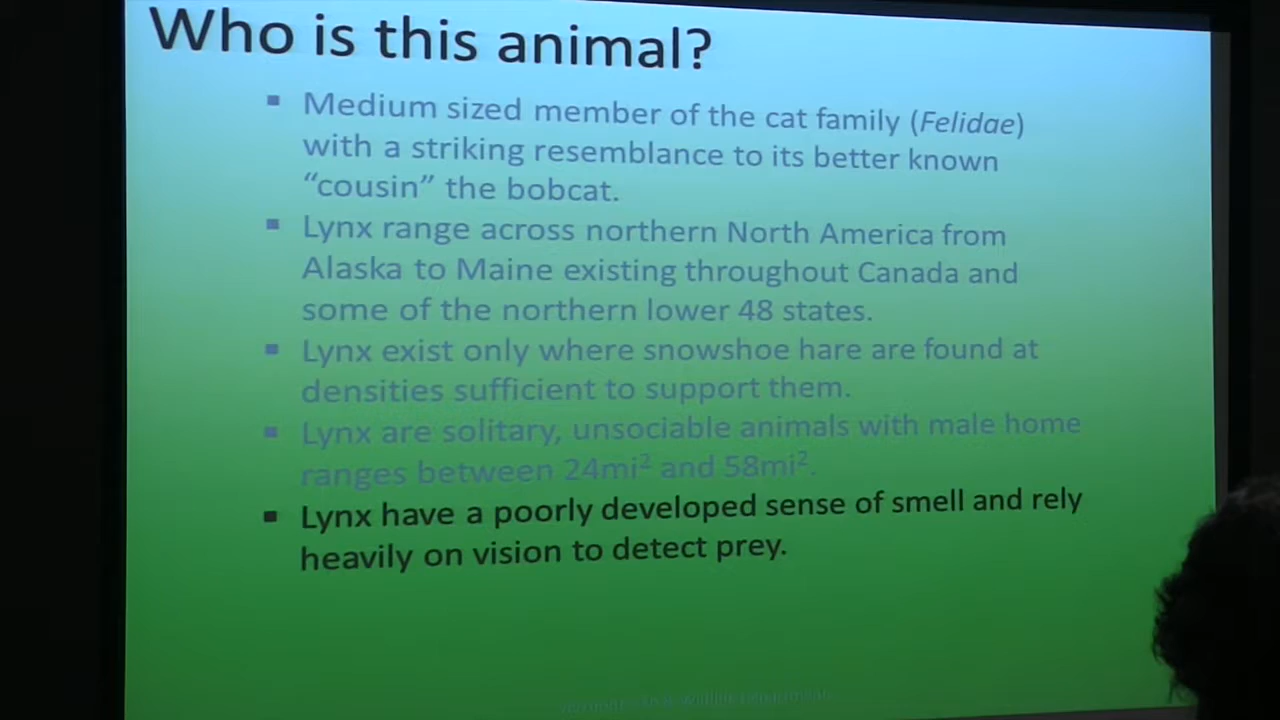 Who is this animal?
▪ Medium sized member of the cat family (Felidae)
with a striking resemblance to its better known
“cousin” the bobcat.
▪ Lynx range across northern North America from
Alaska to Maine existing throughout Canada and
some of the northern lower 48 states.
▪ Lynx exist only where snowshoe hare are found at
densities sufficient to support them.
▪ Lynx are solitary, unsociable animals with male home
ranges between 24mi² and 58mi².
▪ Lynx have a poorly developed sense of smell and rely
heavily on vision to detect prey.